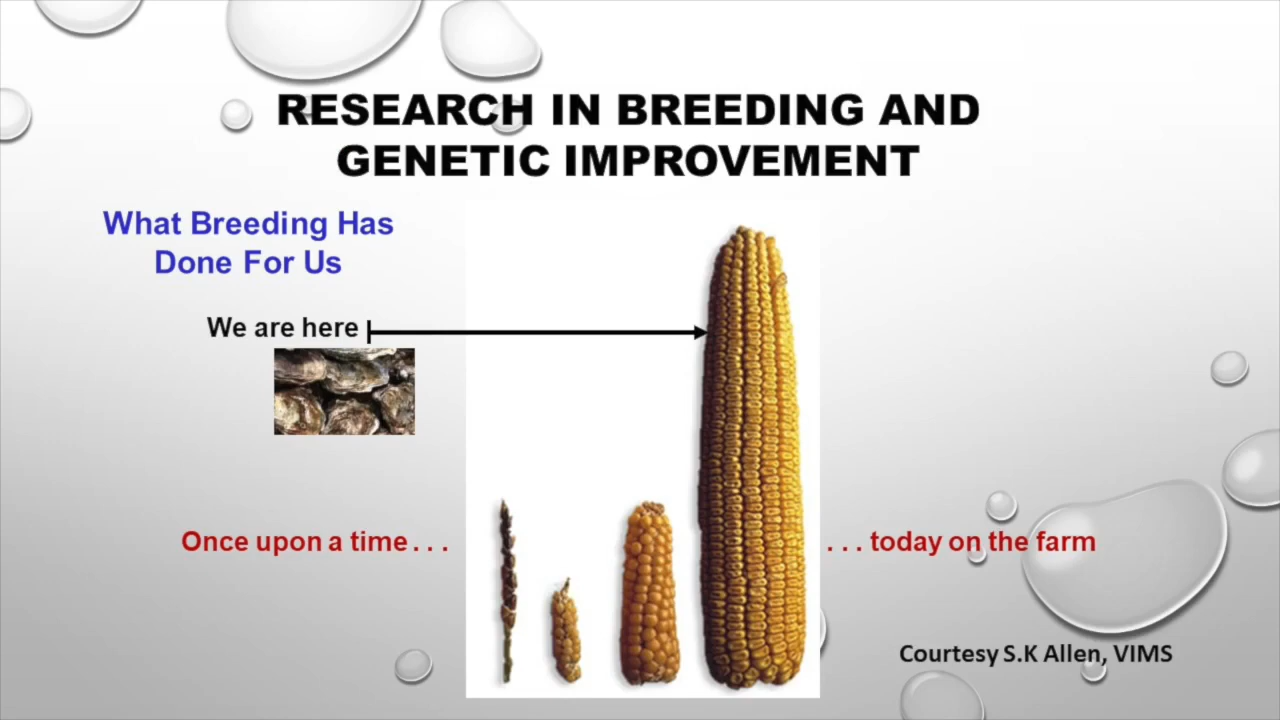 RESEARCH IN BREEDING AND
GENETIC IMPROVEMENT
What Breeding Has
Done For Us
We are here
Once upon a time . . .
. . . today on the farm
Courtesy S.K Allen, VIMS